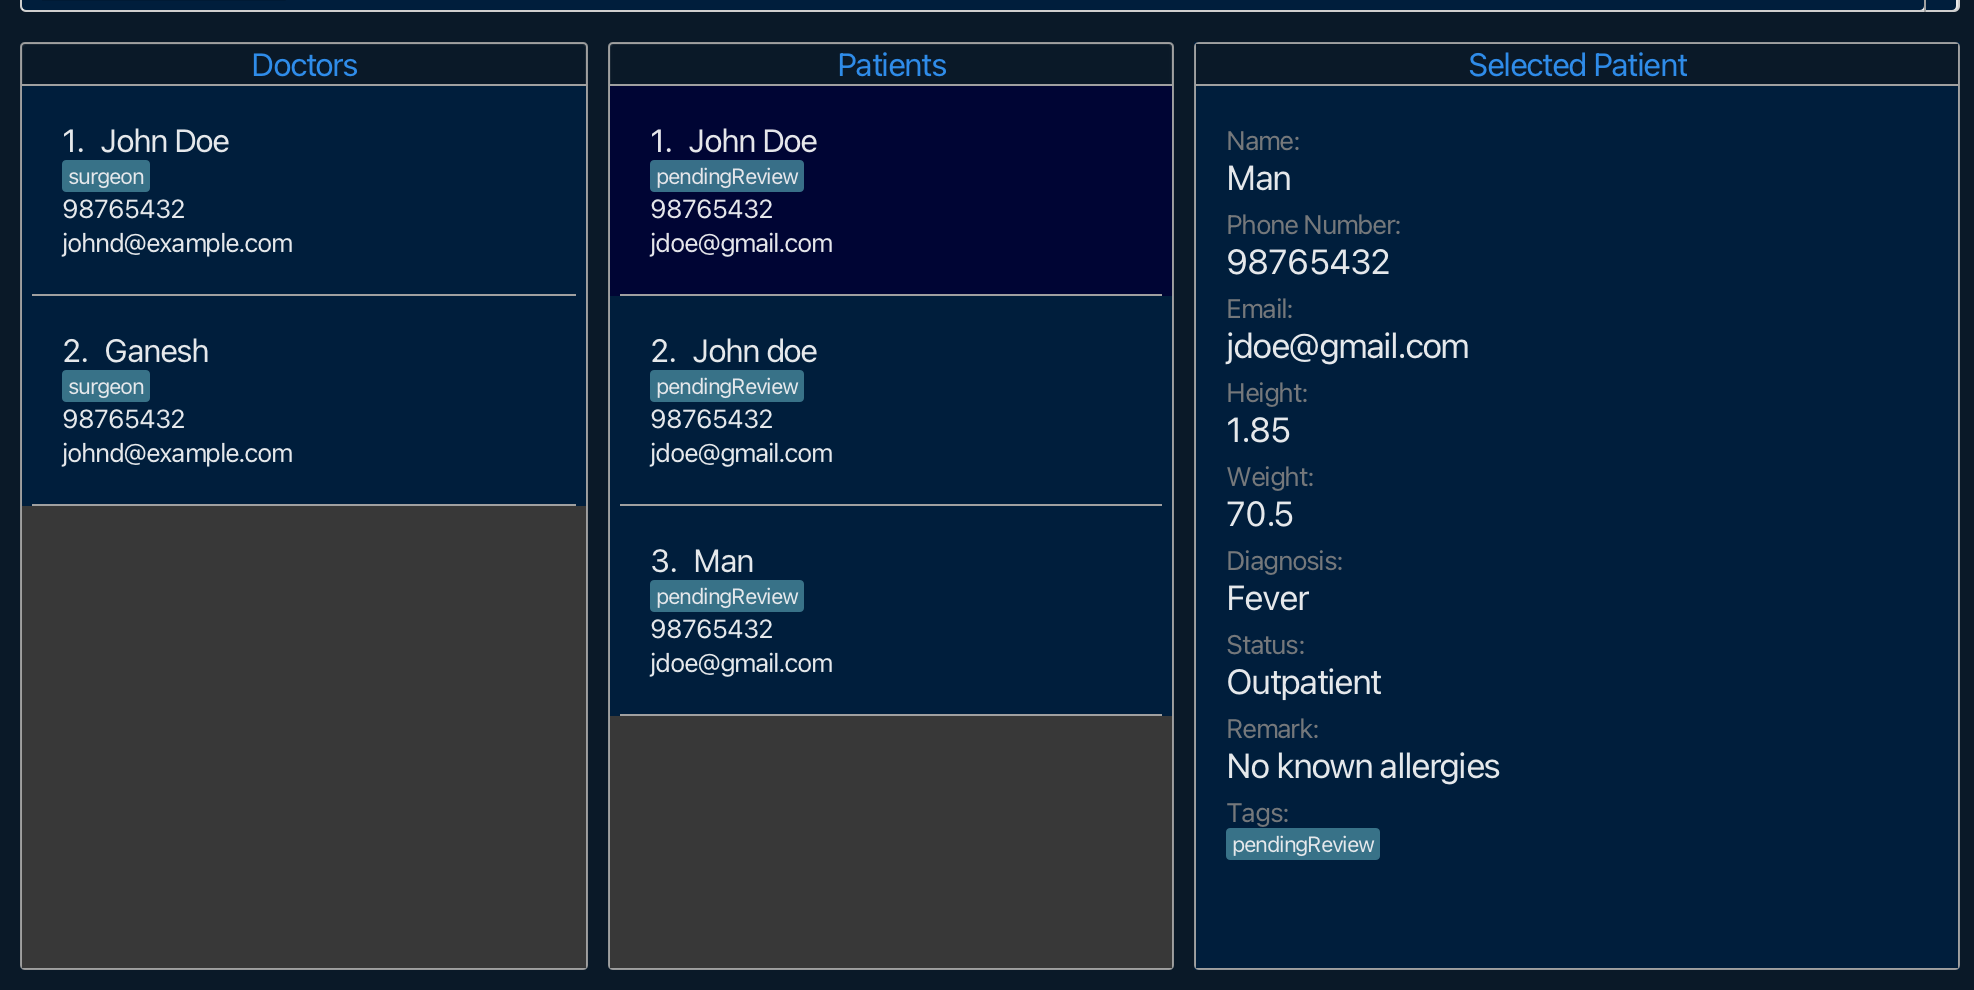 Doctors
1. John Doe
surgeon
98765432
johnd@example.com
2. Ganesh
surgeon
98765432
johnd@example.com
Patients
1. John Doe
pendingReview
98765432
jdoe@gmail.com
2. John doe
pendingReview
98765432
jdoe@gmail.com
3. Man
pendingReview
98765432
jdoe@gmail.com
Selected Patient
Name:
Man
Phone Number:
98765432
Email:
jdoe@gmail.com
Height:
1.85
Weight:
70.5
Diagnosis:
Fever
Status:
Outpatient
Remark:
No known allergies
Tags:
pendingReview